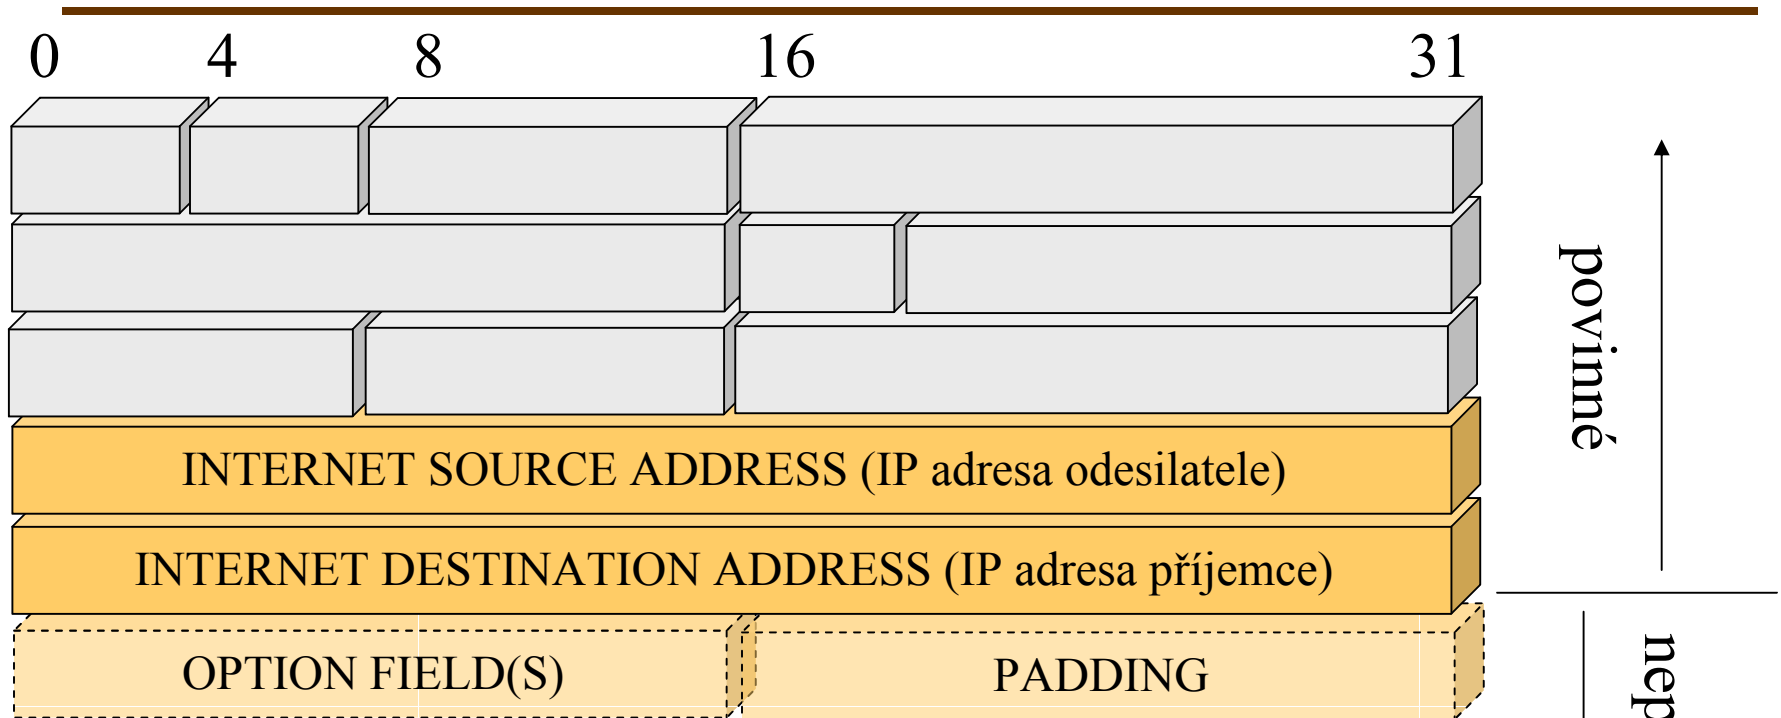 0 4 8 16 31
povinné
INTERNET SOURCE ADDRESS (IP adresa odesilatele)
INTERNET DESTINATION ADDRESS (IP adresa příjemce)
OPTION FIELD(S) PADDING